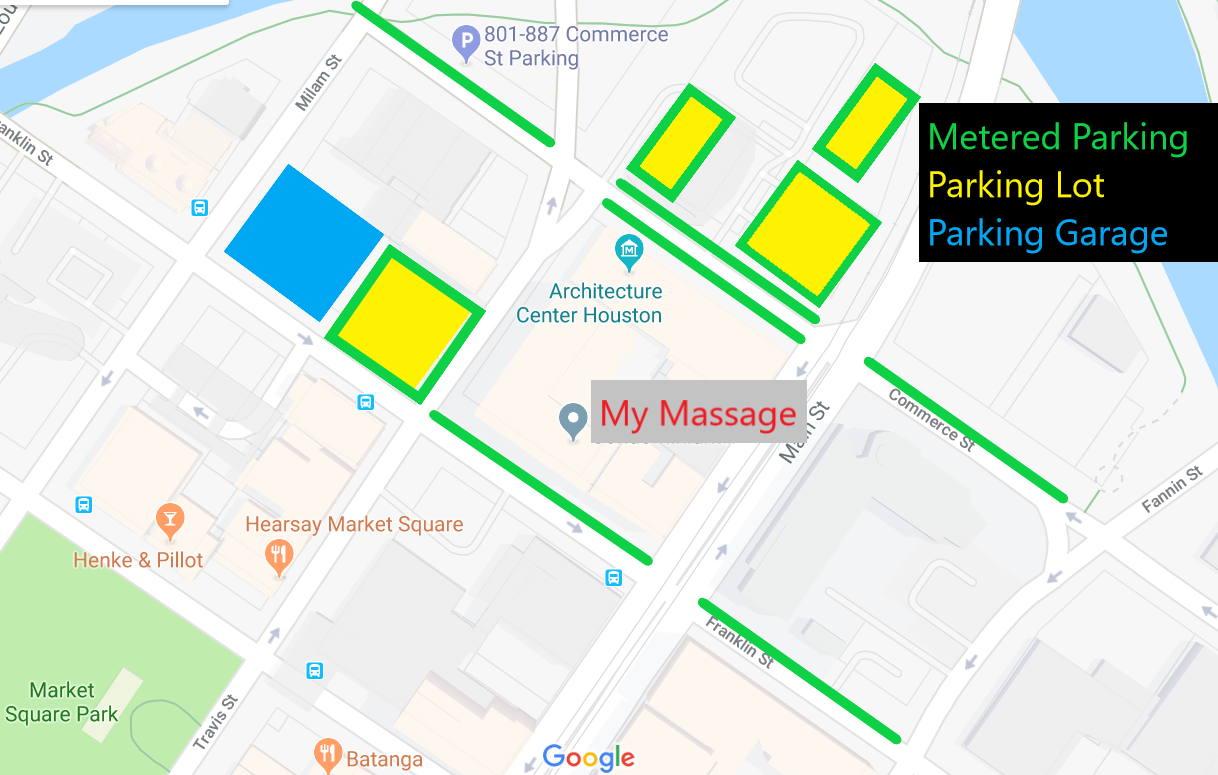 801-887 Commerce
St Parking
Milam St
anklin St
Metered Parking
Parking Lot
Parking Garage
Architecture
Center Houston
My Massage
Main St
Commerce St
Fannin St
Hearsay Market Square
Henke & Pillot
Franklin St
Market
Square Park
Travis St
Batanga
Google